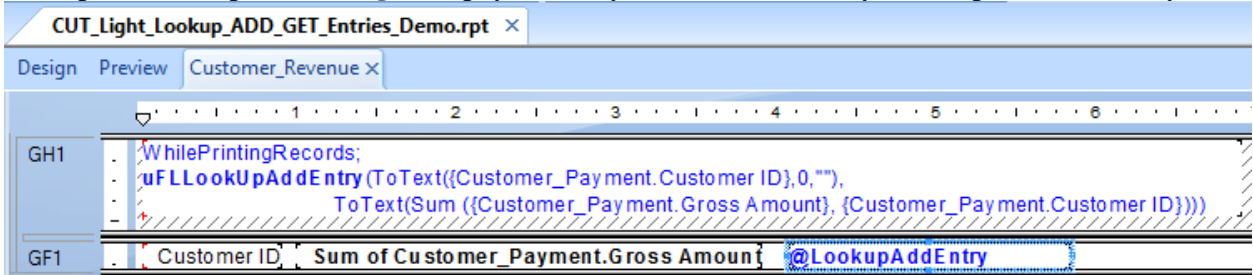 CUT_Light_Lookup_ADD_GET_Entries_Demo.rpt ×
Design Preview Customer_Revenue ×
1 2 3 4 5 6
GH1
WhilePrintingRecords;
uFLLookUpAddEntry(ToText({Customer_Payment.Customer ID},0,""),
ToText(Sum ({Customer_Payment.Gross Amount}, {Customer_Payment.Customer ID})))
GF1 Customer ID Sum of Customer_Payment.Gross Amount @LookupAddEntry